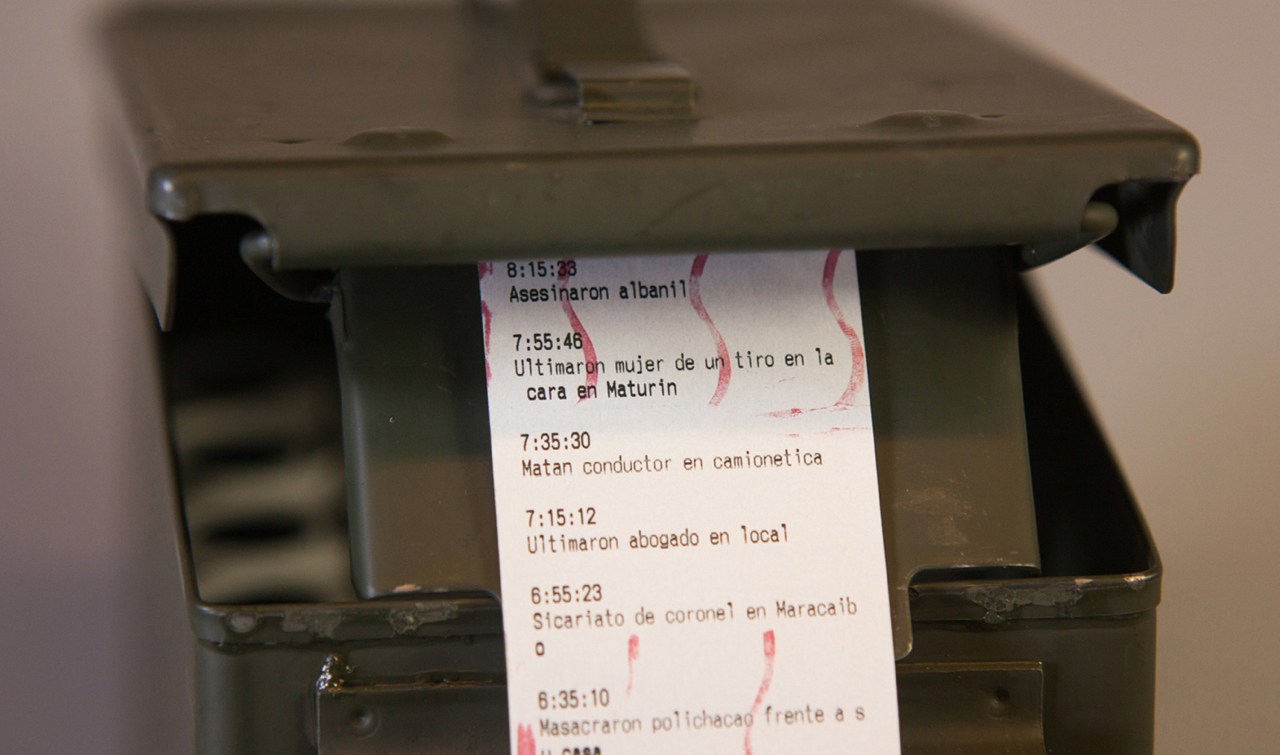 8:15:33
Asesinaron albanil
7:55:46
Ultimaron mujer de un tiro en la
cara en Maturin
7:35:30
Matan conductor en camionetica
7:15:12
Ultimaron abogado en local
6:55:23
Sicariato de coronel en Maracaib
o
6:35:10
Masacraron polichacao frente a s
u casa